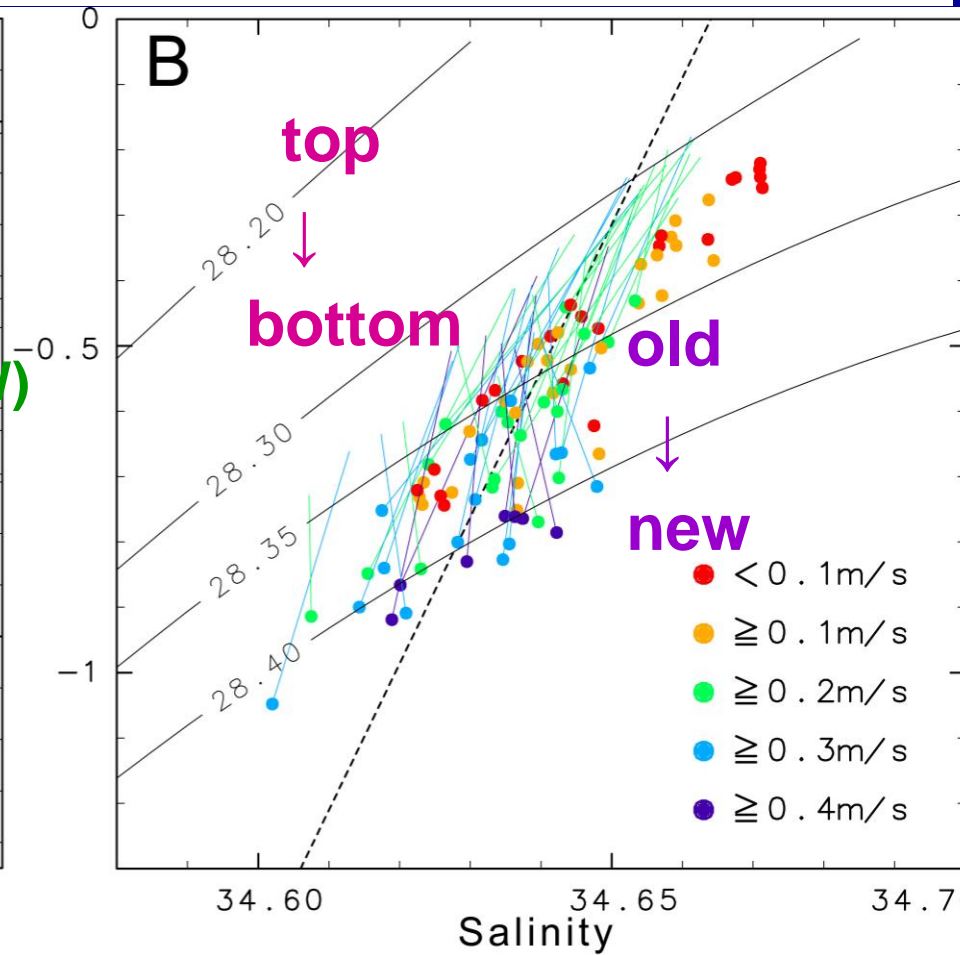 0
B
top
↓
bottom
28.20
-0.5
28.30
28.35
28.40
-1
old
↓
new
<0.1m/s
≧0.1m/s
≧0.2m/s
≧0.3m/s
≧0.4m/s
34.60
34.65
34.7
Salinity